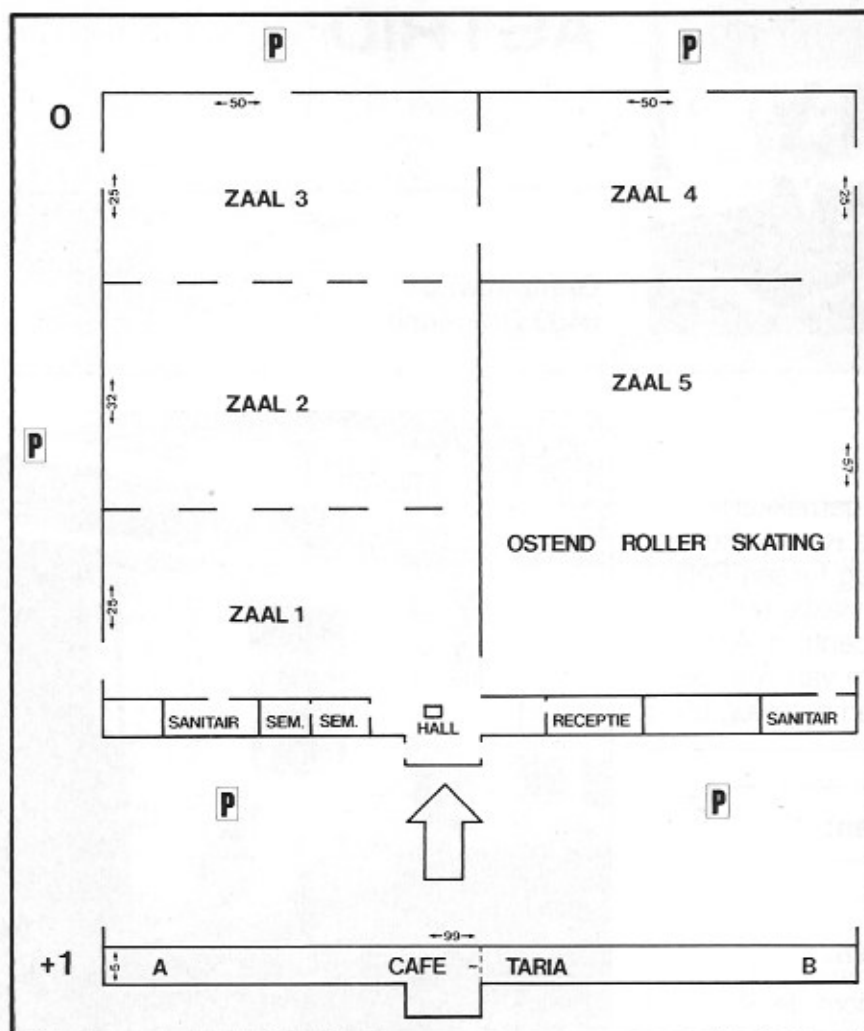 P P
0
←50→ ←50→
←25→ ZAAL 3 ZAAL 4 ←25→
ZAAL 2 ZAAL 5
←32→
P
←57→
OSTEND ROLLER SKATING
←25→ ZAAL 1
SANITAIR SEM. SEM. HALL RECEPTIE SANITAIR
P P
←99→
+1 ←5→ A CAFE - TARIA B